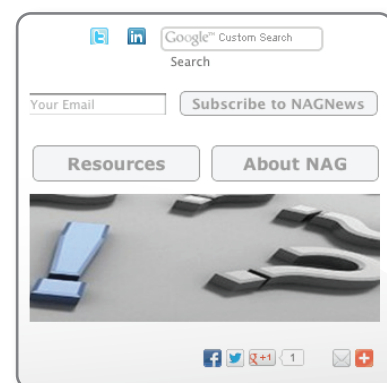 Google™ Custom Search
Search
Your Email
Subscribe to NAGNews
Resources
About NAG
+1
1